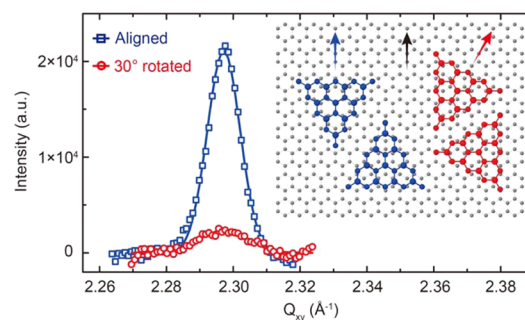 Aligned
30° rotated
Intensity (a.u.)
2×10⁴
1×10⁴
0
2.26 2.28 2.30 2.32 2.34 2.36 2.38
Qxy (Å⁻¹)